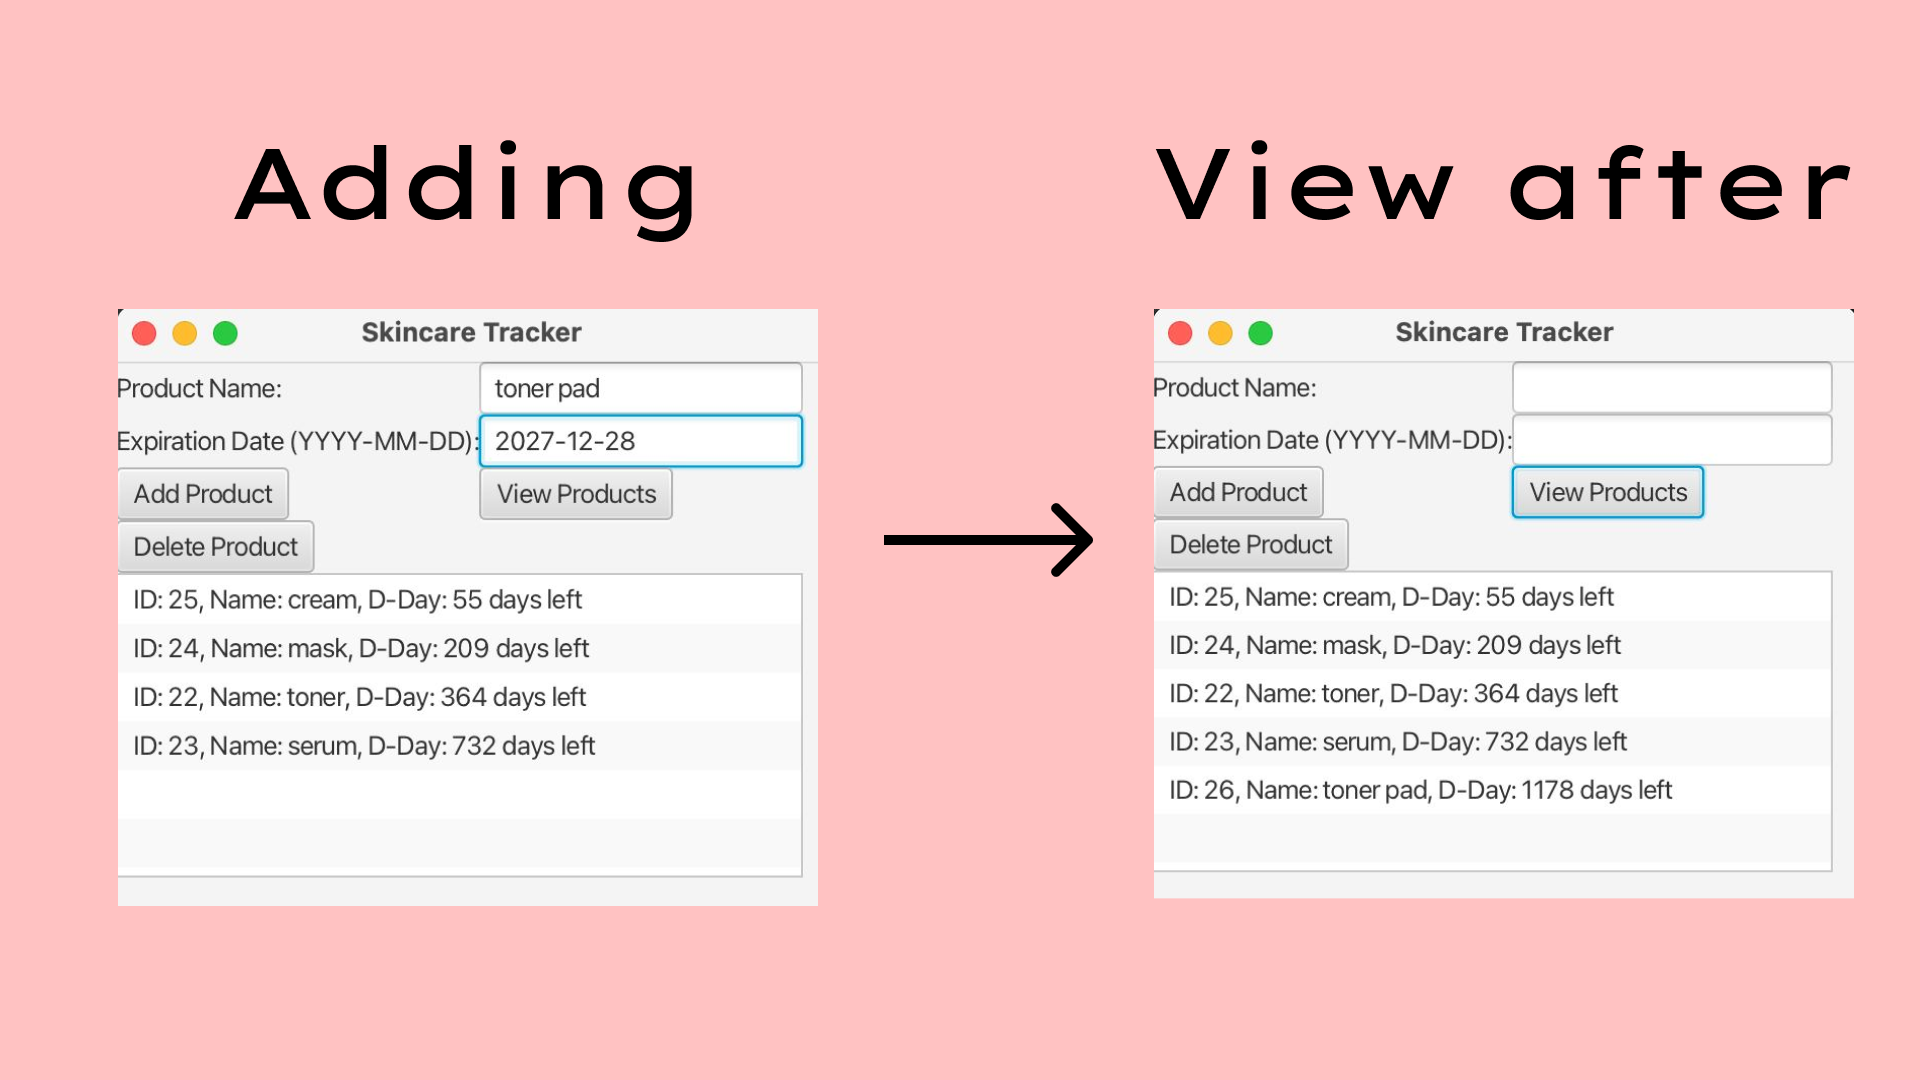 Adding
Skincare Tracker
Product Name: toner pad
Expiration Date (YYYY-MM-DD): 2027-12-28
Add Product View Products
Delete Product
ID: 25, Name: cream, D-Day: 55 days left
ID: 24, Name: mask, D-Day: 209 days left
ID: 22, Name: toner, D-Day: 364 days left
ID: 23, Name: serum, D-Day: 732 days left
View after
Skincare Tracker
Product Name:
Expiration Date (YYYY-MM-DD):
Add Product View Products
Delete Product
ID: 25, Name: cream, D-Day: 55 days left
ID: 24, Name: mask, D-Day: 209 days left
ID: 22, Name: toner, D-Day: 364 days left
ID: 23, Name: serum, D-Day: 732 days left
ID: 26, Name: toner pad, D-Day: 1178 days left